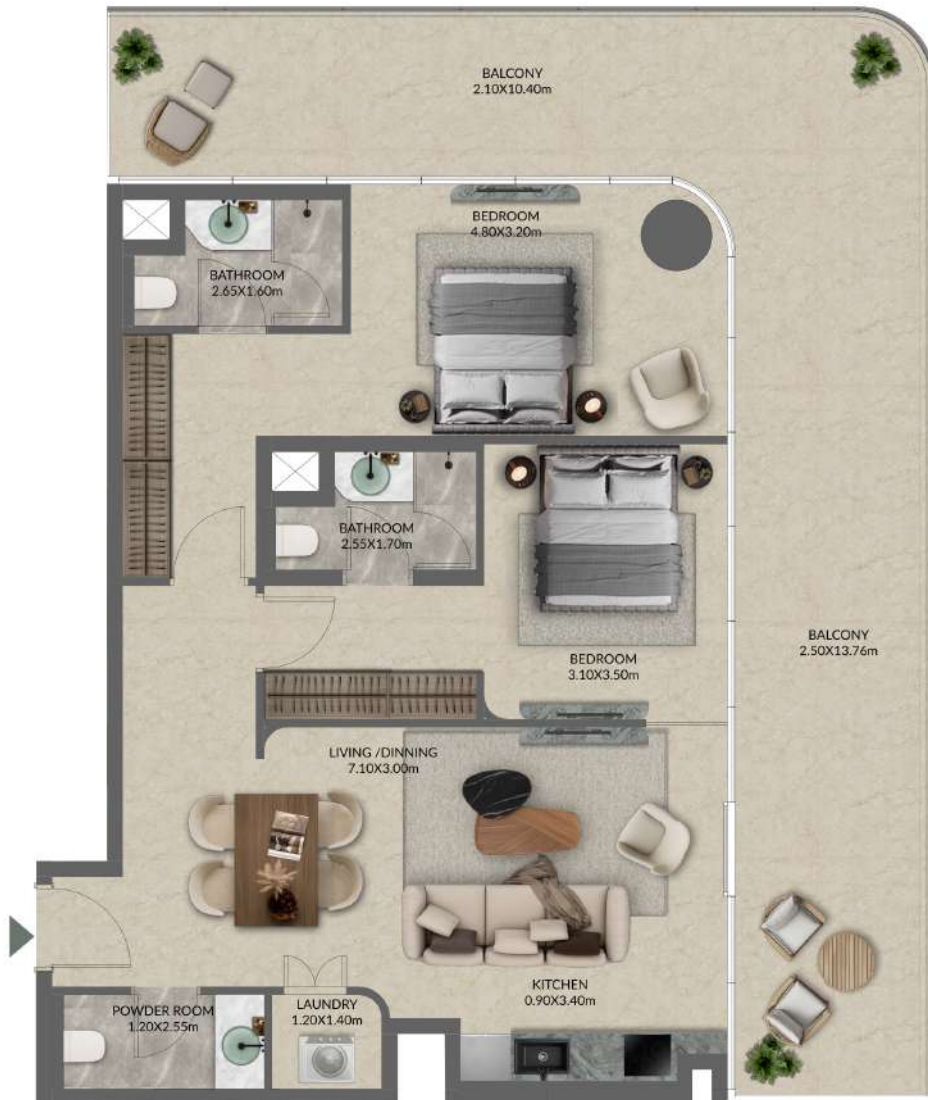 BALCONY
2.10X10.40m
BEDROOM
4.80X3.20m
BATHROOM
2.65X1.60m
BATHROOM
2.55X1.70m
BALCONY
2.50X13.76m
BEDROOM
3.10X3.50m
LIVING /DINNING
7.10X3.00m
KITCHEN
0.90X3.40m
POWDER ROOM
1.20X2.55m
LAUNDRY
1.20X1.40m